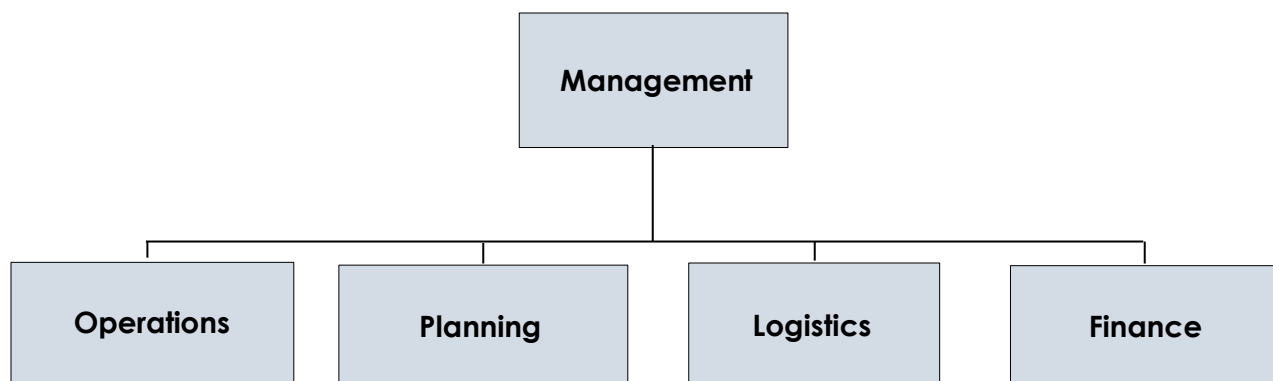 Management
Operations
Planning
Logistics
Finance